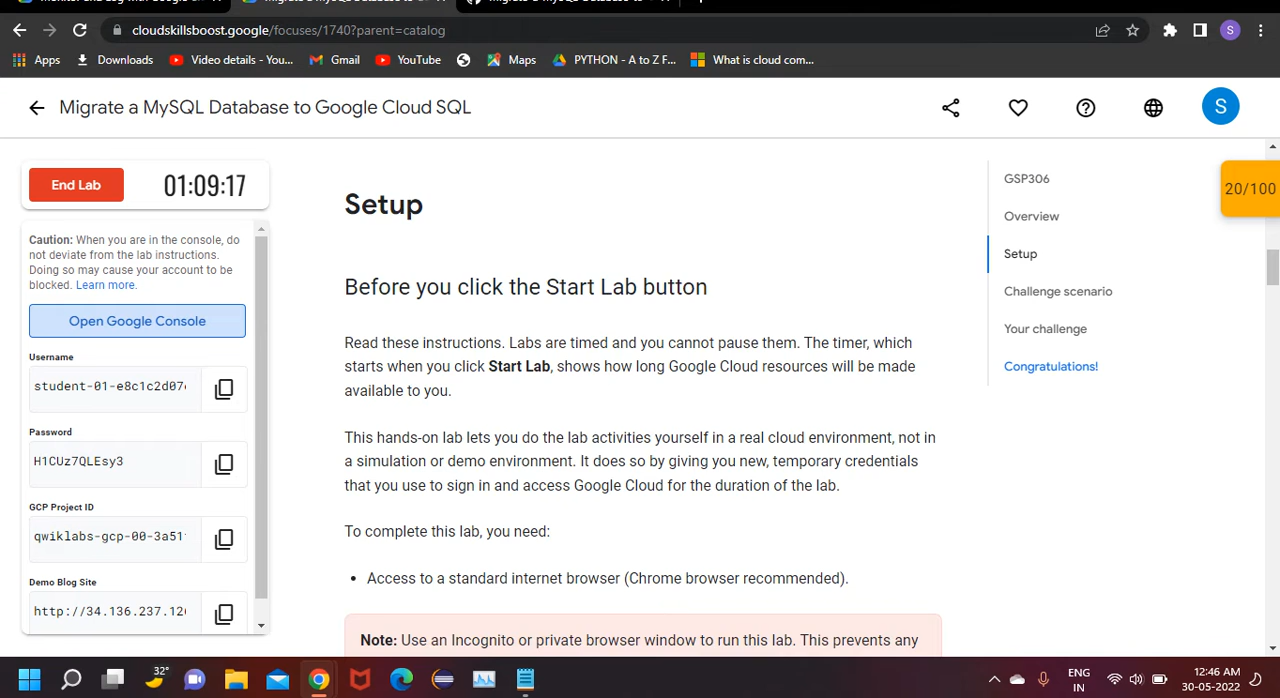 cloudskillsboost.google/focuses/1740?parent=catalog
S
Apps
Downloads
Video details - You...
Gmail
YouTube
Maps
PYTHON - A to Z F...
What is cloud com...
Migrate a MySQL Database to Google Cloud SQL
S
End Lab
01:09:17
Caution: When you are in the console, do
not deviate from the lab instructions.
Doing so may cause your account to be
blocked. Learn more.
Open Google Console
Username
student-01-e8c1c2d07
Password
H1CUz7QLEsy3
GCP Project ID
qwiklabs-gcp-00-3a51
Demo Blog Site
http://34.136.237.12
Setup
Before you click the Start Lab button
Read these instructions. Labs are timed and you cannot pause them. The timer, which
starts when you click Start Lab, shows how long Google Cloud resources will be made
available to you.
This hands-on lab lets you do the lab activities yourself in a real cloud environment, not in
a simulation or demo environment. It does so by giving you new, temporary credentials
that you use to sign in and access Google Cloud for the duration of the lab.
To complete this lab, you need:
• Access to a standard internet browser (Chrome browser recommended).
Note: Use an Incognito or private browser window to run this lab. This prevents any
GSP306
Overview
Setup
Challenge scenario
Your challenge
Congratulations!
20/100
32°
ENG
IN
12:46 AM
30-05-2022